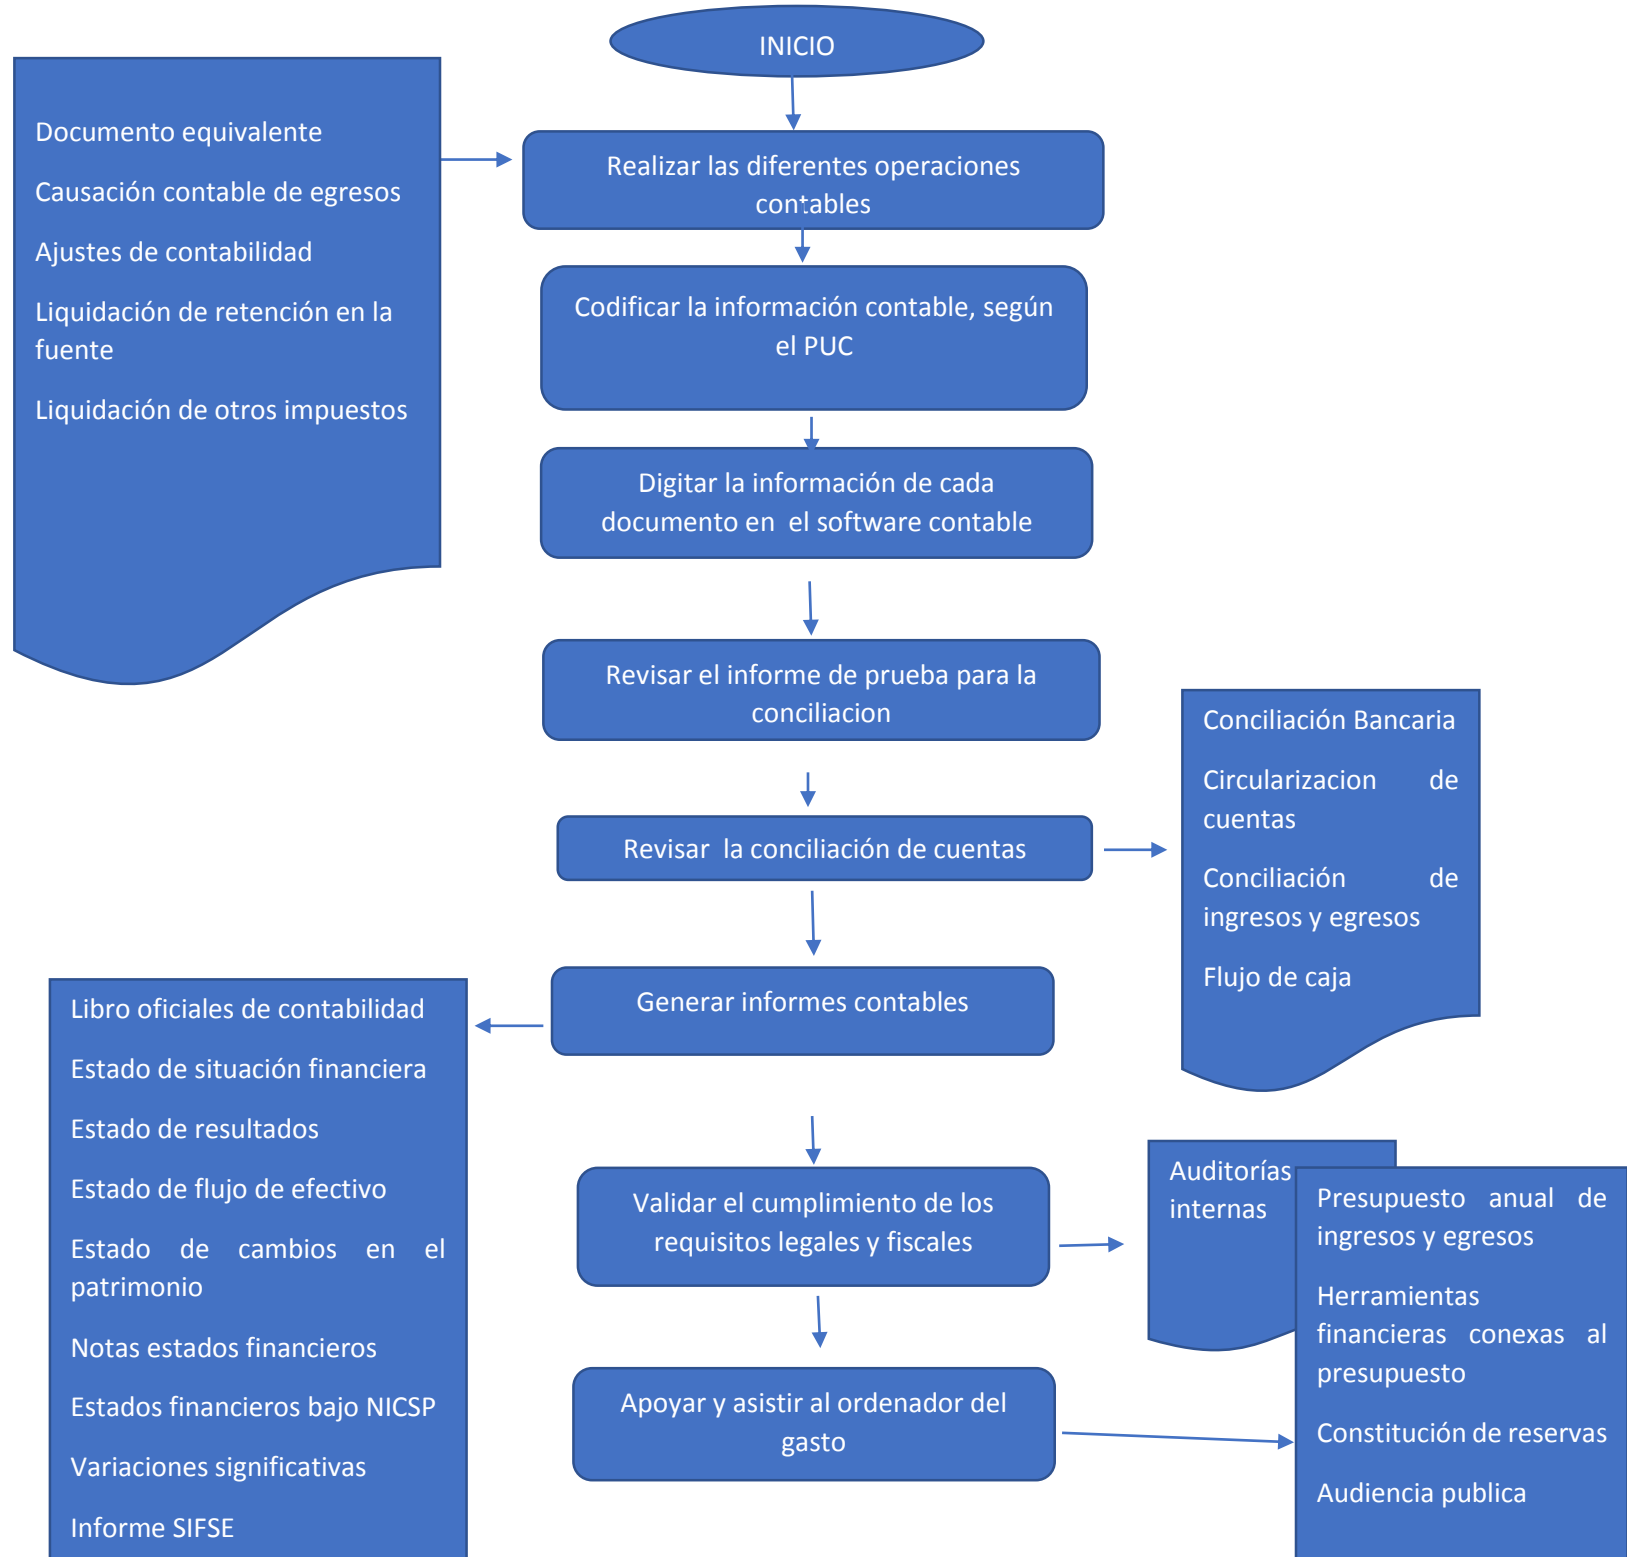 INICIO
Documento equivalente
Causación contable de egresos
Ajustes de contabilidad
Liquidación de retención en la
fuente
Liquidación de otros impuestos
Realizar las diferentes operaciones
contables
Codificar la información contable, según
el PUC
Digitar la información de cada
documento en  el software contable
Revisar el informe de prueba para la
conciliacion
Revisar  la conciliación de cuentas
Conciliación Bancaria
Circularizacion de
cuentas
Conciliación de
ingresos y egresos
Flujo de caja
Generar informes contables
Libro oficiales de contabilidad
Estado de situación financiera
Estado de resultados
Estado de flujo de efectivo
Estado de cambios en el
patrimonio
Notas estados financieros
Estados financieros bajo NICSP
Variaciones significativas
Informe SIFSE
Validar el cumplimiento de los
requisitos legales y fiscales
Auditorías
internas
Apoyar y asistir al ordenador del
gasto
Presupuesto anual de
ingresos y egresos
Herramientas
financieras conexas al
presupuesto
Constitución de reservas
Audiencia publica